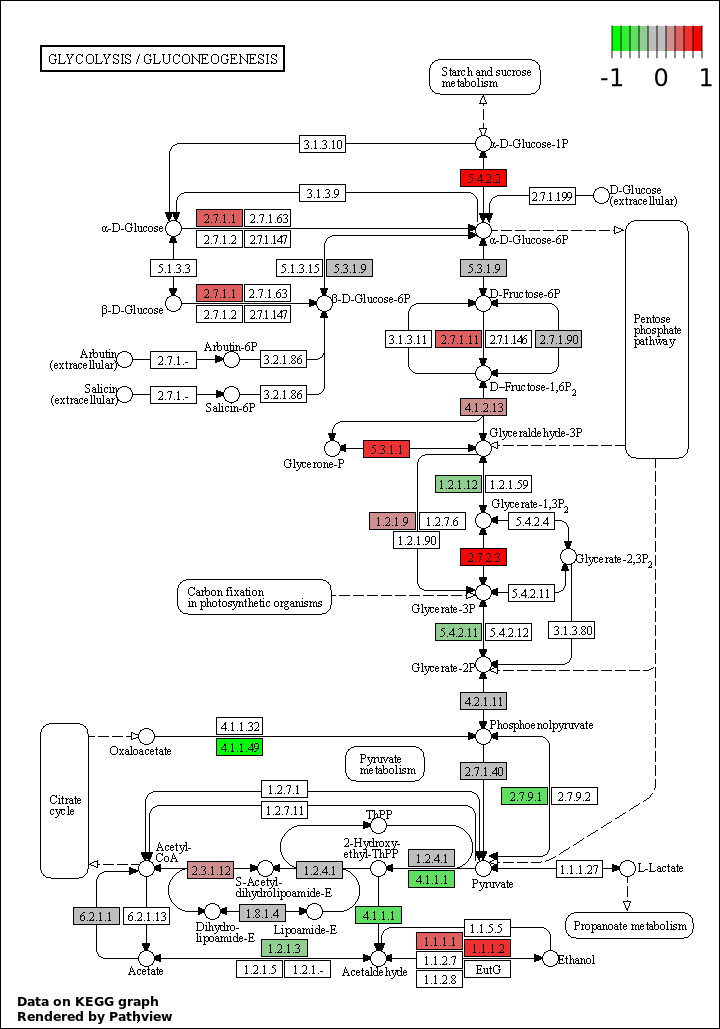 GLYCOLYSIS / GLUCONEOGENESIS
-1 0 1
Starch and sucrose
metabolism
3.1.3.10
α-D-Glucose-1P
5.4.2.2
3.1.3.9
2.7.1.199
D-Glucose
(extracellular)
2.7.1.1
2.7.1.63
α-D-Glucose
2.7.1.2
2.7.1.147
α-D-Glucose-6P
5.1.3.3
5.1.3.15
5.3.1.9
5.3.1.9
2.7.1.1
2.7.1.63
β-D-Glucose
2.7.1.2
2.7.1.147
β-D-Glucose-6P
D-Fructose-6P
Pentose
phosphate
pathway
3.1.3.11
2.7.1.11
2.7.1.146
2.7.1.90
Arbutin
(extracellular)
2.7.1.-
Arbutin-6P
3.2.1.86
Salicin
(extracellular)
2.7.1.-
Salicin-6P
3.2.1.86
D-Fructose-1,6P2
4.1.2.13
Glyceraldehyde-3P
Glycerone-P
5.3.1.1
1.2.1.12
1.2.1.59
Glycerate-1,3P2
1.2.1.9
1.2.7.6
5.4.2.4
1.2.1.90
2.7.2.3
Glycerate-2,3P2
Carbon fixation
in photosynthetic organisms
5.4.2.11
Glycerate-3P
5.4.2.11
5.4.2.12
3.1.3.80
Glycerate-2P
4.2.1.11
4.1.1.32
Phosphoenolpyruvate
Oxaloacetate
4.1.1.49
Pyruvate
metabolism
2.7.1.40
Citrate
cycle
1.2.7.1
2.7.9.1
2.7.9.2
1.2.7.11
ThPP
Acetyl-
CoA
2-Hydroxy-
ethyl-ThPP
2.3.1.12
1.2.4.1
1.2.4.1
4.1.1.1
Pyruvate
1.1.1.27
L-Lactate
S-Acetyl-
dihydrolipoamide-E
6.2.1.1
6.2.1.13
1.8.1.4
4.1.1.1
Dihydro-
lipoamide-E
Lipoamide-E
Propanoate metabolism
1.2.1.3
1.1.5.5
1.1.1.1
1.1.1.2
Acetate
1.2.1.5
1.2.1.-
Acetaldehyde
1.1.2.7
EutG
Ethanol
1.1.2.8
Data on KEGG graph
Rendered by Pathview